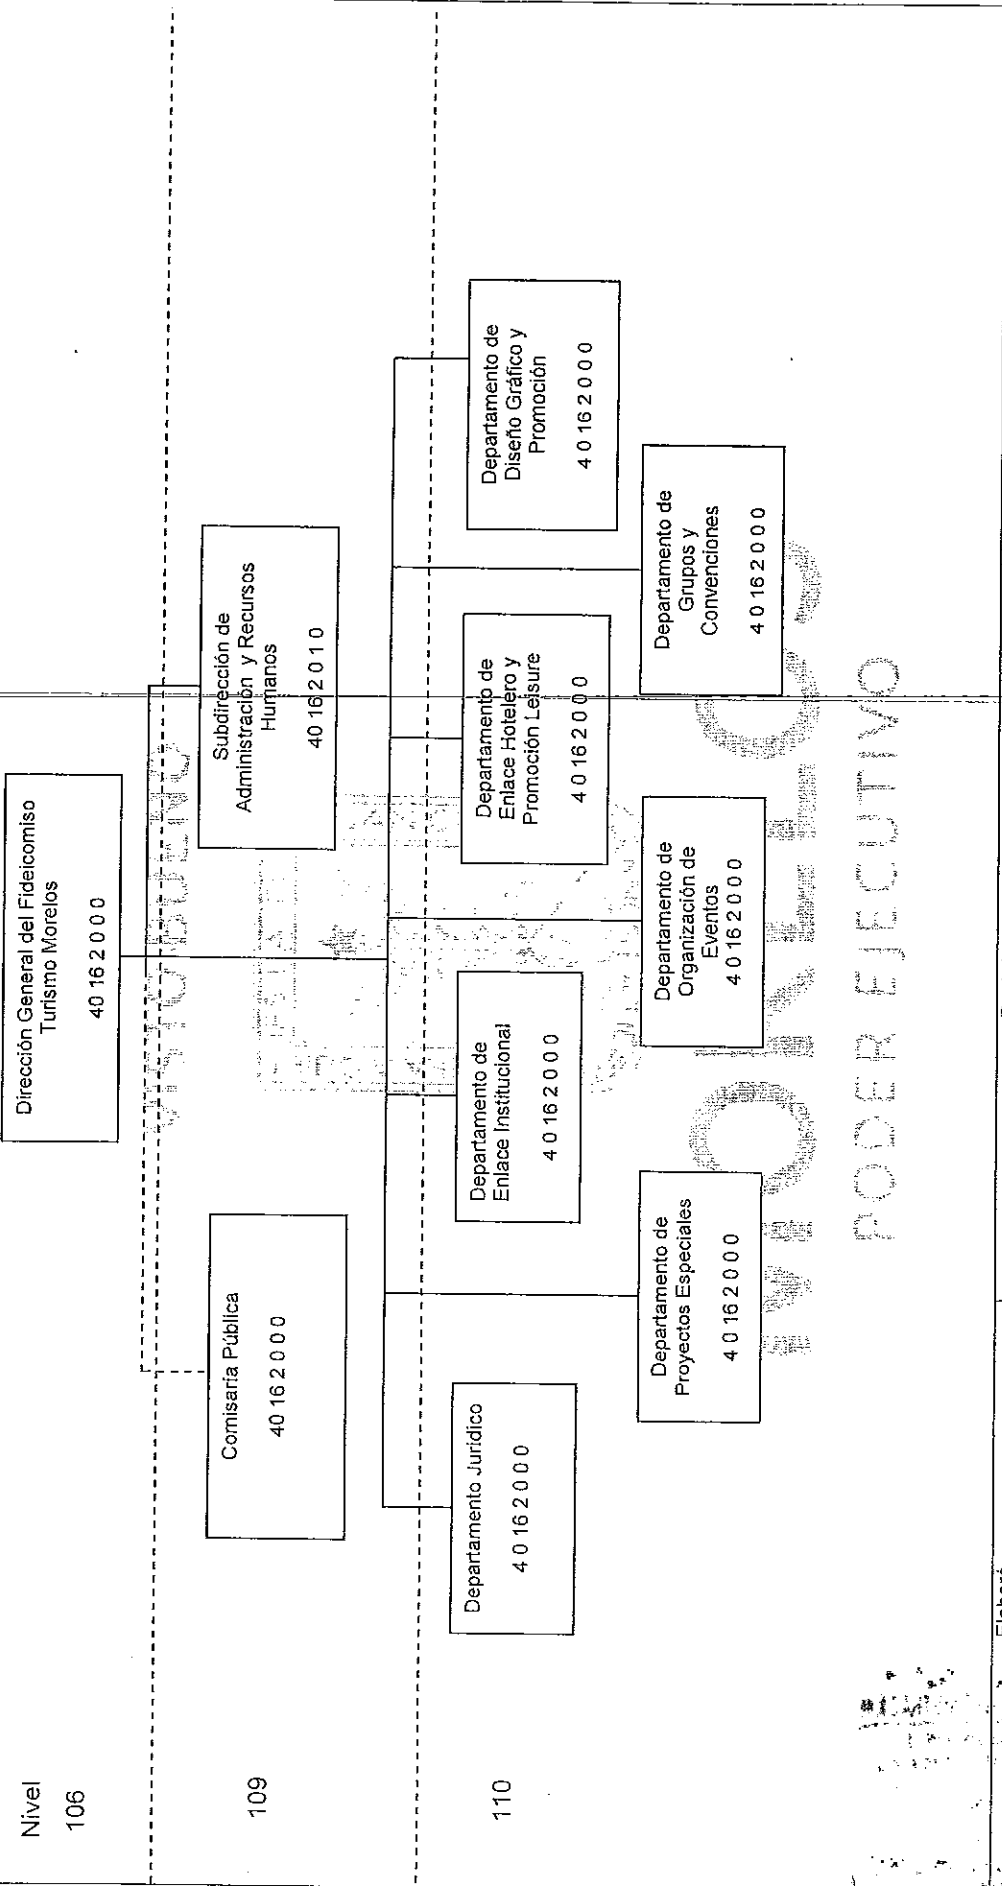 Nivel
106
Dirección General del Fideicomiso
Turismo Morelos
40 16 2 0 0 0
109
Comisaría Pública
40 16 2 0 0 0
Subdirección de
Administración y Recursos
Humanos
40 16 2 0 1 0
110
Departamento Jurídico
4 0 16 2 0 0 0
Departamento de
Enlace Institucional
4 0 16 2 0 0 0
Departamento de
Enlace Hotelero y
Promoción Leisure
4 0 16 2 0 0 0
Departamento de
Diseño Gráfico y
Promoción
4 0 16 2 0 0 0
Departamento de
Proyectos Especiales
4 0 16 2 0 0 0
Departamento de
Organización de
Eventos
4 0 16 2 0 0 0
Departamento de
Grupos y
Convenciones
4 0 16 2 0 0 0
MORELOS
PODER EJECUTIVO
Elaboró